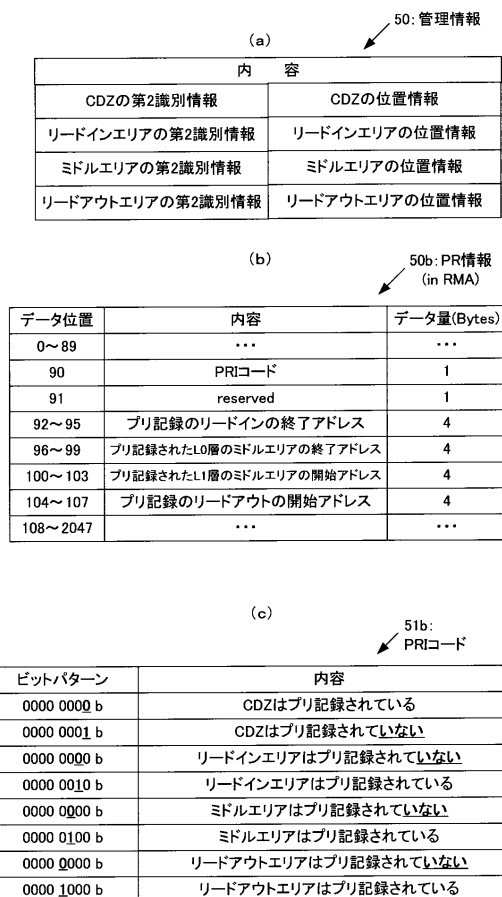 50：管理情報
(a)
内　容
CDZの第2識別情報　CDZの位置情報
リードインエリアの第2識別情報　リードインエリアの位置情報
ミドルエリアの第2識別情報　ミドルエリアの位置情報
リードアウトエリアの第2識別情報　リードアウトエリアの位置情報
(b)
50b：PR情報
(in RMA)
データ位置　内容　データ量(Bytes)
0～89　･･･　･･･
90　PRIコード　1
91　reserved　1
92～95　プリ記録のリードインの終了アドレス　4
96～99　プリ記録されたL0層のミドルエリアの終了アドレス　4
100～103　プリ記録されたL1層のミドルエリアの開始アドレス　4
104～107　プリ記録のリードアウトの開始アドレス　4
108～2047　･･･　･･･
(c)
51b：
PRIコード
ビットパターン　内容
0000 0000 b　CDZはプリ記録されている
0000 0001 b　CDZはプリ記録されていない
0000 0000 b　リードインエリアはプリ記録されていない
0000 0010 b　リードインエリアはプリ記録されている
0000 0000 b　ミドルエリアはプリ記録されていない
0000 0100 b　ミドルエリアはプリ記録されている
0000 0000 b　リードアウトエリアはプリ記録されていない
0000 1000 b　リードアウトエリアはプリ記録されている